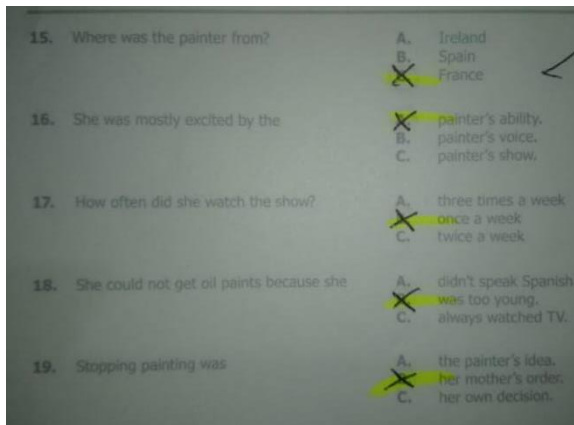 15. Where was the painter from? A. Ireland
B. Spain
C. France
16. She was mostly excited by the A. painter's ability.
B. painter's voice.
C. painter's show.
17. How often did she watch the show? A. three times a week
B. once a week
C. twice a week
18. She could not get oil paints because she A. didn't speak Spanish
B. was too young.
C. always watched TV.
19. Stopping painting was A. the painter's idea.
B. her mother's order.
C. her own decision.